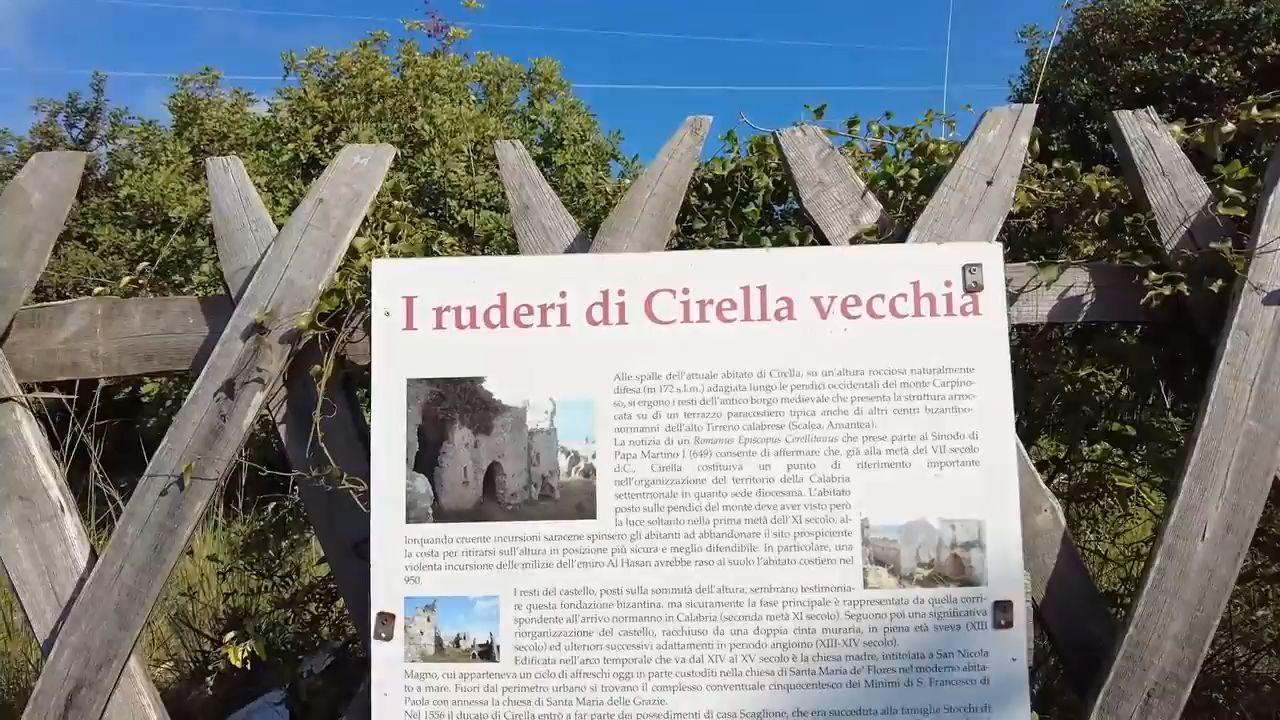 I ruderi di Cirella vecchia
Alle spalle dell'attuale abitato di Cirella, su un'altura rocciosa naturalmente
difesa (m 172 s.l.m.) adagiata lungo le pendici occidentali del monte Carpino-
so, si ergono i resti dell'antico borgo medievale che presenta la struttura arroc-
cata su di un terrazzo paracostiero tipica anche di altri centri bizantino-
normanni dell'alto Tirreno calabrese (Scalea, Amantea).
La notizia di un Romanus Episcopus Cerellitanus che prese parte al Sinodo di
Papa Martino I (649) consente di affermare che, già alla metà del VII secolo
d.C., Cirella costituiva un punto di riferimento importante
nell'organizzazione del territorio della Calabria
settentrionale in quanto sede diocesana. L'abitato
posto sulle pendici del monte deve aver visto però
la luce soltanto nella prima metà dell'XI secolo, al-
lorquando cruente incursioni saracene spinsero gli abitanti ad abbandonare il sito prospiciente
la costa per ritirarsi sull'altura in posizione più sicura e meglio difendibile. In particolare, una
violenta incursione delle milizie dell'emiro Al Hasan avrebbe raso al suolo l'abitato costiero nel
950.
I resti del castello, posti sulla sommità dell'altura, sembrano testimonia-
re questa fondazione bizantina, ma sicuramente la fase principale è rappresentata da quella corri-
spondente all'arrivo normanno in Calabria (seconda metà XI secolo). Seguono poi una significativa
riorganizzazione del castello, racchiuso da una doppia cinta muraria, in piena età sveva (XIII
secolo) ed ulteriori successivi adattamenti in periodo angioino (XIII-XIV secolo).
Edificata nell'arco temporale che va dal XIV al XV secolo è la chiesa madre, intitolata a San Nicola
Magno, cui apparteneva un ciclo di affreschi oggi in parte custoditi nella chiesa di Santa Maria de' Flores nel moderno abita-
to a mare. Fuori dal perimetro urbano si trovano il complesso conventuale cinquecentesco dei Minimi di S. Francesco di
Paola con annessa la chiesa di Santa Maria delle Grazie.
Nel 1556 il ducato di Cirella entrò a far parte dei possedimenti di casa Scaglione, che era succeduta alla famiglia Stocchi di